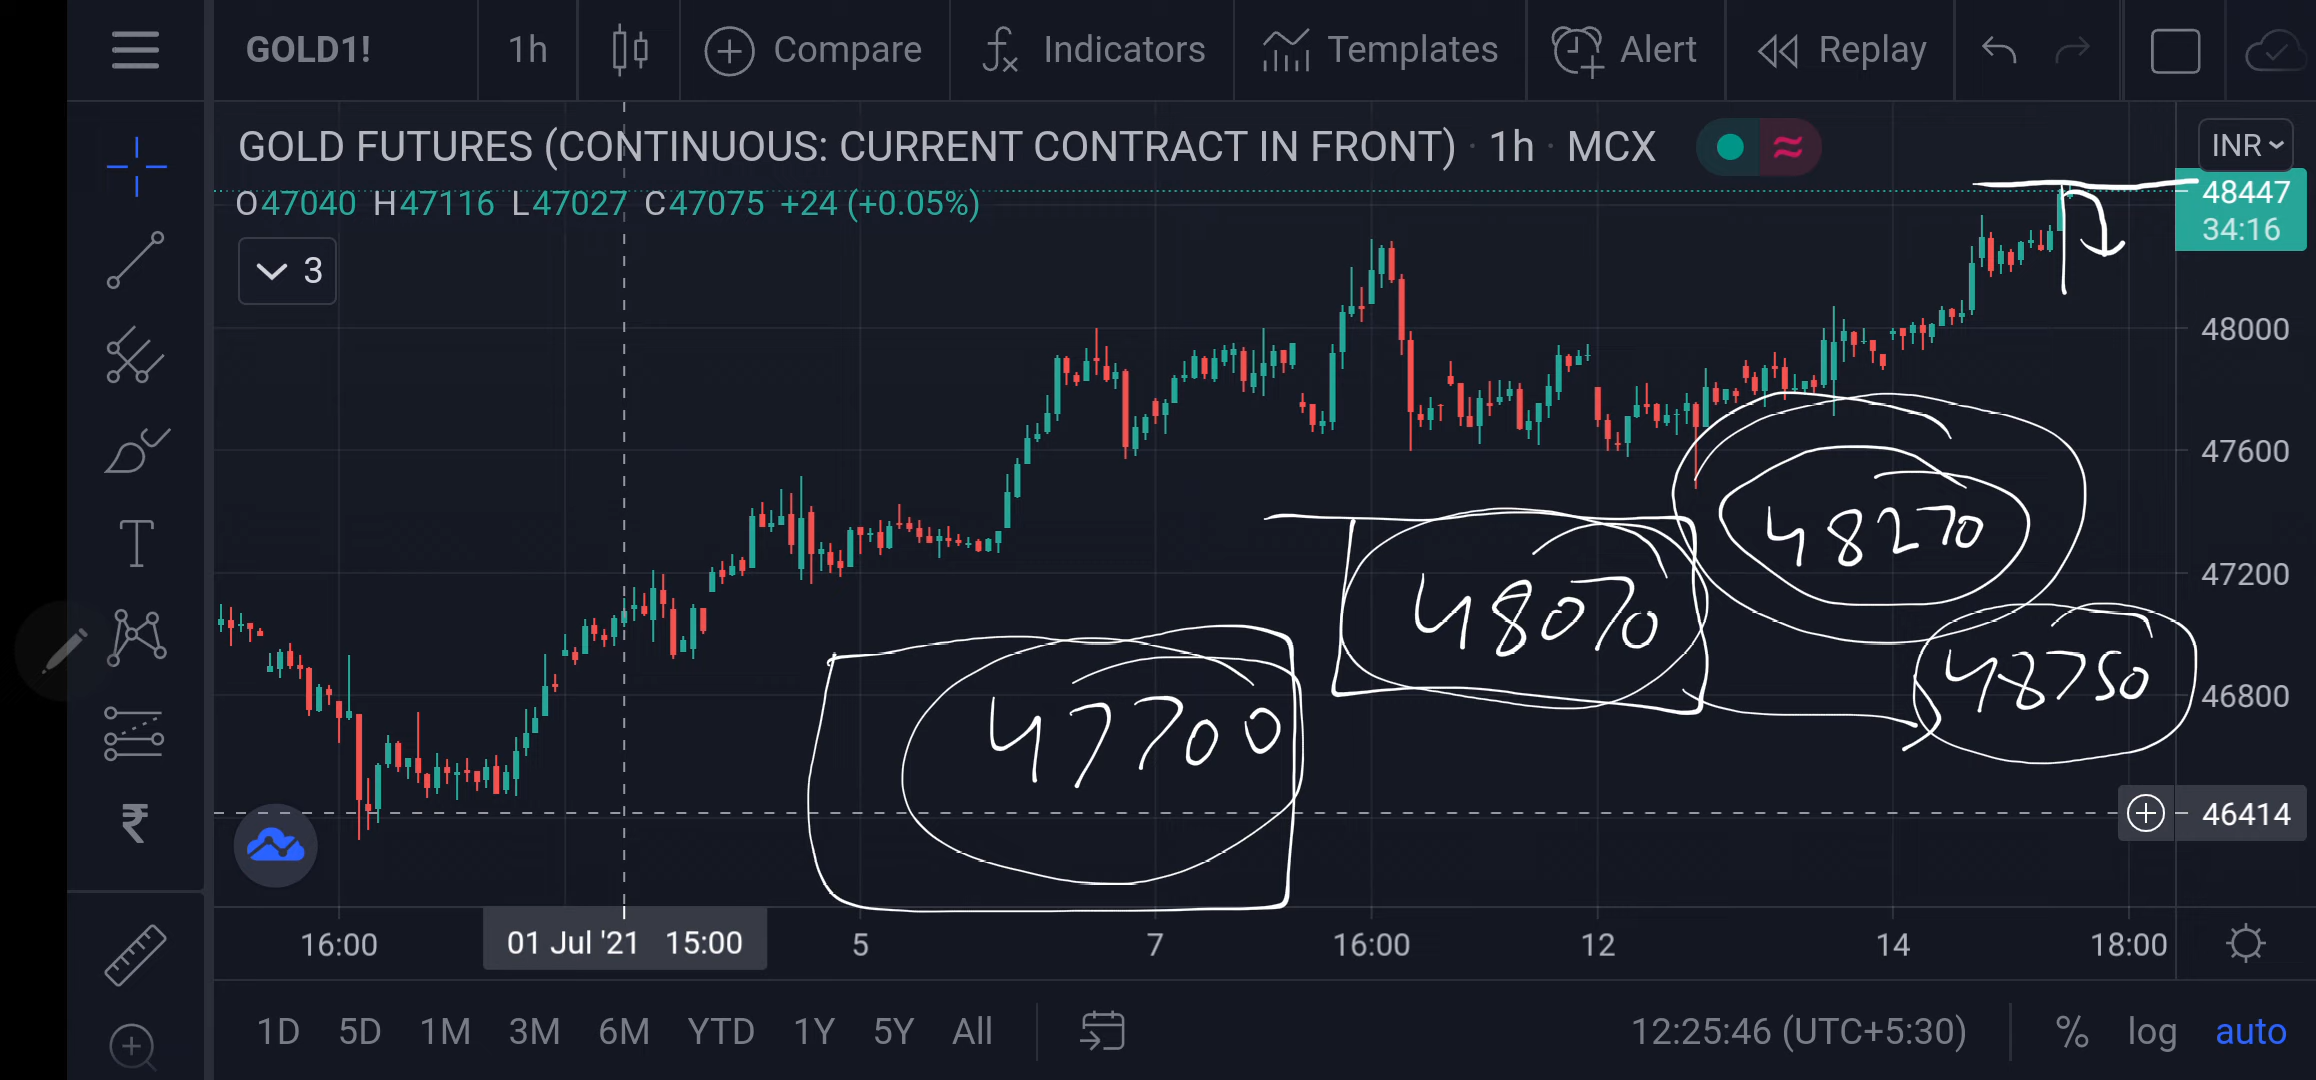 GOLD1! 1h Compare Indicators Templates Alert Replay
GOLD FUTURES (CONTINUOUS: CURRENT CONTRACT IN FRONT) · 1h · MCX
INR
O47040 H47116 L47027 C47075 +24 (+0.05%)
48447
34:16
3
48000
47600
48270
47200
48070
48750
46800
47700
46414
16:00 01 Jul '21 15:00 5 7 16:00 12 14 18:00
1D 5D 1M 3M 6M YTD 1Y 5Y All 12:25:46 (UTC+5:30) % log auto